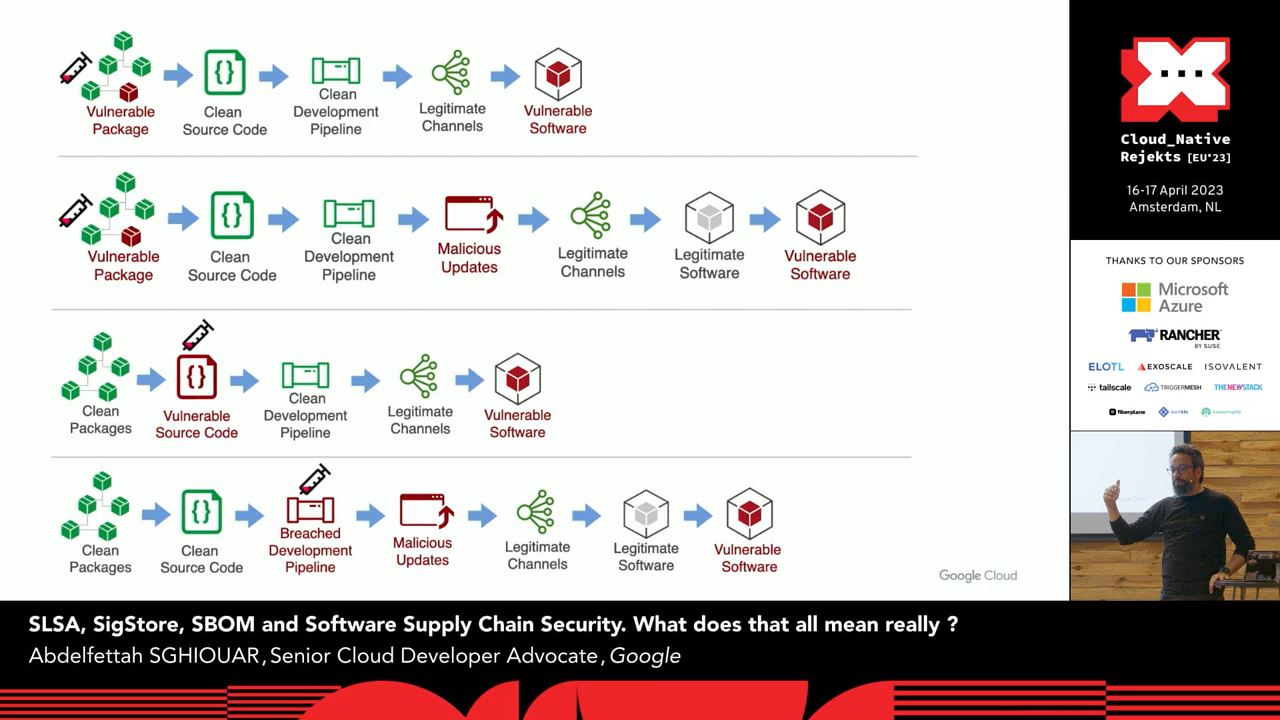 Vulnerable
Package
Clean
Source Code
Clean
Development
Pipeline
Legitimate
Channels
Vulnerable
Software
Vulnerable
Package
Clean
Source Code
Clean
Development
Pipeline
Malicious
Updates
Legitimate
Channels
Legitimate
Software
Vulnerable
Software
Clean
Packages
Vulnerable
Source Code
Clean
Development
Pipeline
Legitimate
Channels
Vulnerable
Software
Clean
Packages
Clean
Source Code
Breached
Development
Pipeline
Malicious
Updates
Legitimate
Channels
Legitimate
Software
Vulnerable
Software
Google Cloud
Cloud_Native
Rejekts [EU*23]
16-17 April 2023
Amsterdam, NL
THANKS TO OUR SPONSORS
Microsoft
Azure
RANCHER
BY SUSE
ELOTL EXOSCALE ISOVALENT
tailscale TRIGGERMESH THENEWSTACK
fiberplane
SLSA, SigStore, SBOM and Software Supply Chain Security. What does that all mean really ?
Abdelfettah SGHIOUAR, Senior Cloud Developer Advocate, Google